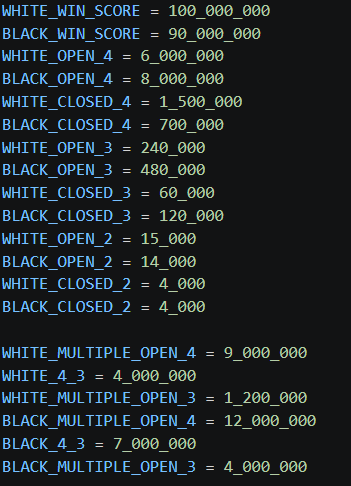 WHITE_WIN_SCORE = 100_000_000
BLACK_WIN_SCORE = 90_000_000
WHITE_OPEN_4 = 6_000_000
BLACK_OPEN_4 = 8_000_000
WHITE_CLOSED_4 = 1_500_000
BLACK_CLOSED_4 = 700_000
WHITE_OPEN_3 = 240_000
BLACK_OPEN_3 = 480_000
WHITE_CLOSED_3 = 60_000
BLACK_CLOSED_3 = 120_000
WHITE_OPEN_2 = 15_000
BLACK_OPEN_2 = 14_000
WHITE_CLOSED_2 = 4_000
BLACK_CLOSED_2 = 4_000

WHITE_MULTIPLE_OPEN_4 = 9_000_000
WHITE_4_3 = 4_000_000
WHITE_MULTIPLE_OPEN_3 = 1_200_000
BLACK_MULTIPLE_OPEN_4 = 12_000_000
BLACK_4_3 = 7_000_000
BLACK_MULTIPLE_OPEN_3 = 4_000_000